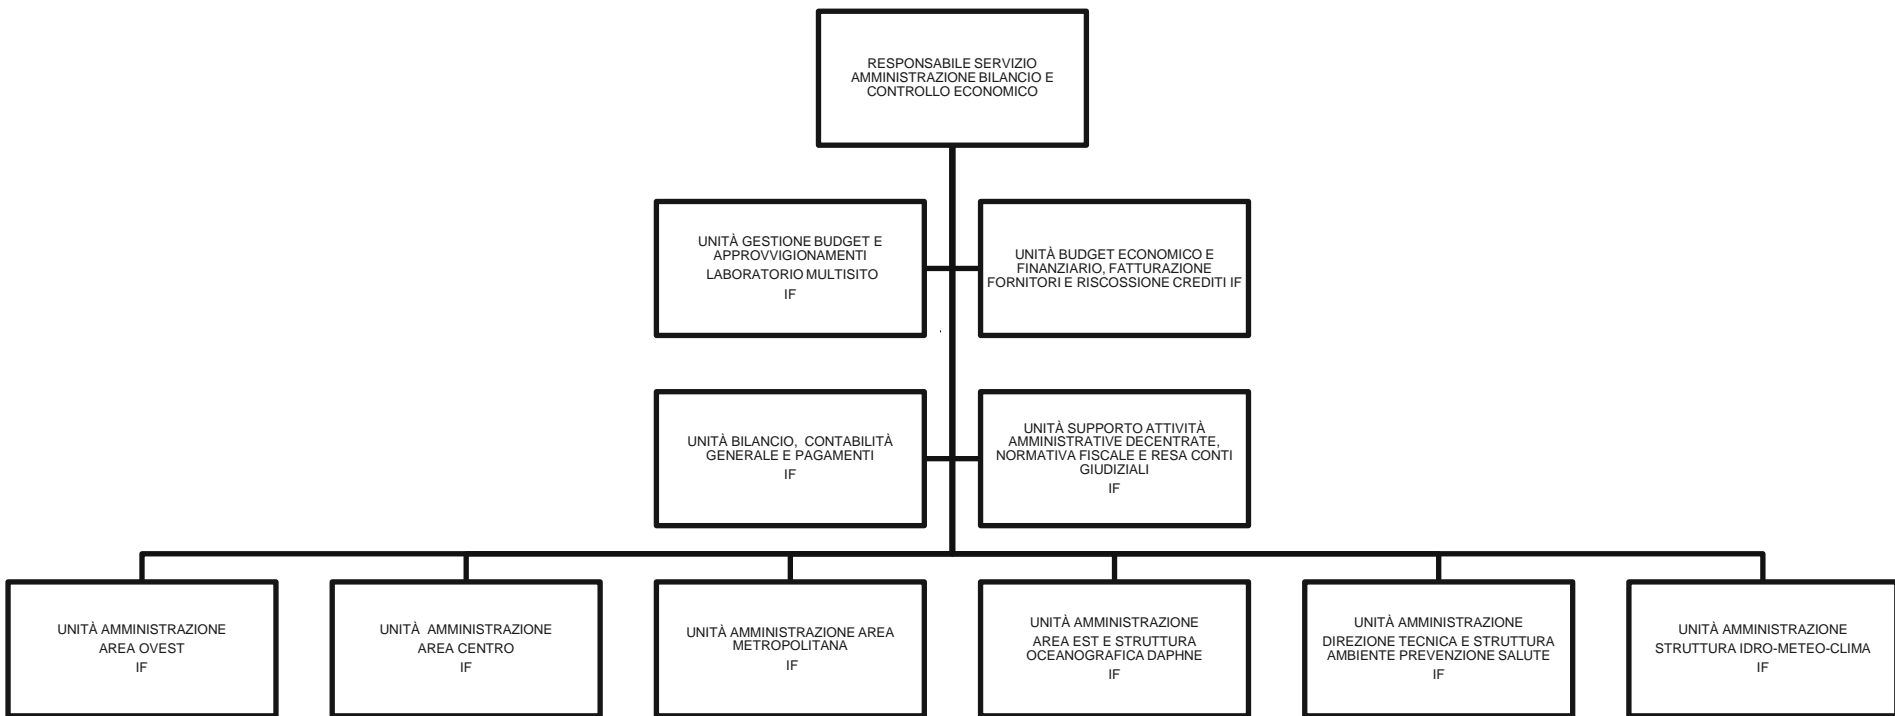 RESPONSABILE SERVIZIO
AMMINISTRAZIONE BILANCIO E
CONTROLLO ECONOMICO
UNITÀ GESTIONE BUDGET E
APPROVVIGIONAMENTI
LABORATORIO MULTISITO
IF
UNITÀ BUDGET ECONOMICO E
FINANZIARIO, FATTURAZIONE
FORNITORI E RISCOSSIONE CREDITI IF
UNITÀ BILANCIO, CONTABILITÀ
GENERALE E PAGAMENTI
IF
UNITÀ SUPPORTO ATTIVITÀ
AMMINISTRATIVE DECENTRATE,
NORMATIVA FISCALE E RESA CONTI
GIUDIZIALI
IF
UNITÀ AMMINISTRAZIONE
AREA OVEST
IF
UNITÀ AMMINISTRAZIONE
AREA CENTRO
IF
UNITÀ AMMINISTRAZIONE AREA
METROPOLITANA
IF
UNITÀ AMMINISTRAZIONE
AREA EST E STRUTTURA
OCEANOGRAFICA DAPHNE
IF
UNITÀ AMMINISTRAZIONE
DIREZIONE TECNICA E STRUTTURA
AMBIENTE PREVENZIONE SALUTE
IF
UNITÀ AMMINISTRAZIONE
STRUTTURA IDRO-METEO-CLIMA
IF